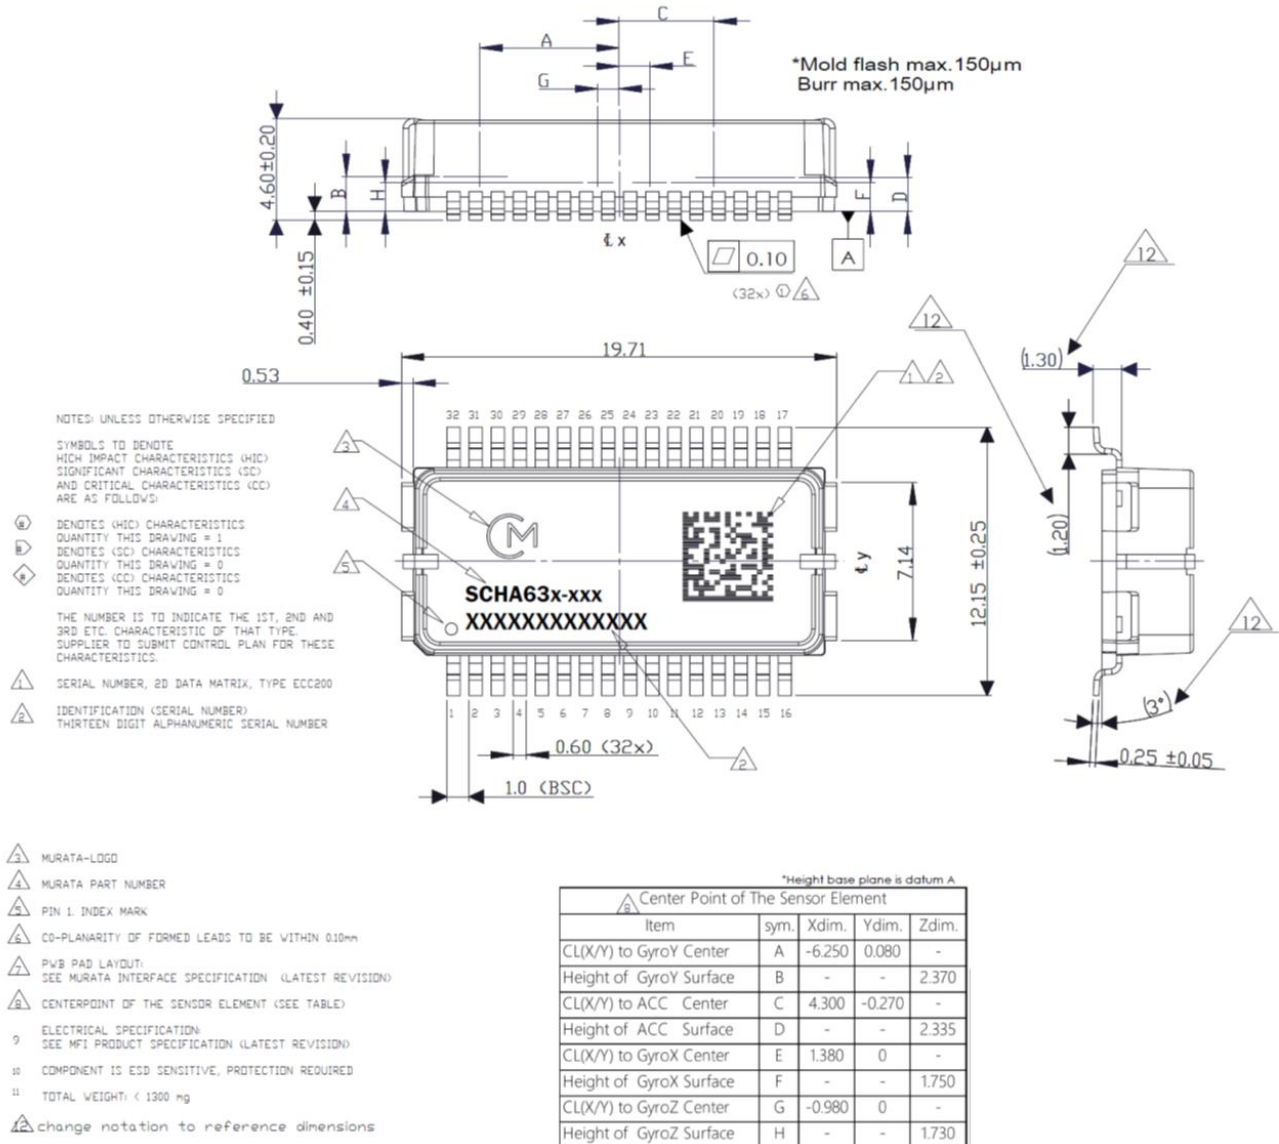 C
A
E
G
*Mold flash max.150µm
Burr max.150µm
4.60±0.20
B
H
F
D
0.40 ±0.15
℄ x
0.10
A
(32x) 1 6
12
12
(1.30)
19.71
0.53
1 2
NOTES: UNLESS OTHERWISE SPECIFIED
SYMBOLS TO DENOTE
HIGH IMPACT CHARACTERISTICS (HIC)
SIGNIFICANT CHARACTERISTICS (SC)
AND CRITICAL CHARACTERISTICS (CC)
ARE AS FOLLOWS:
# DENOTES (HIC) CHARACTERISTICS
QUANTITY THIS DRAWING = 1
# DENOTES (SC) CHARACTERISTICS
QUANTITY THIS DRAWING = 0
# DENOTES (CC) CHARACTERISTICS
QUANTITY THIS DRAWING = 0
THE NUMBER IS TO INDICATE THE 1ST, 2ND AND
3RD ETC. CHARACTERISTIC OF THAT TYPE.
SUPPLIER TO SUBMIT CONTROL PLAN FOR THESE
CHARACTERISTICS.
1 SERIAL NUMBER, 2D DATA MATRIX, TYPE ECC200
2 IDENTIFICATION (SERIAL NUMBER)
THIRTEEN DIGIT ALPHANUMERIC SERIAL NUMBER
32 31 30 29 28 27 26 25 24 23 22 21 20 19 18 17
3
4
5
CM
SCHA63x-xxx
XXXXXXXXXXXXX
℄ y
7.14
12.15 ±0.25
(1.20)
12
(3°)
0.25 ±0.05
1 2 3 4 5 6 7 8 9 10 11 12 13 14 15 16
0.60 (32x)
2
1.0 (BSC)
3 MURATA-LOGO
4 MURATA PART NUMBER
5 PIN 1. INDEX MARK
6 CO-PLANARITY OF FORMED LEADS TO BE WITHIN 0.10mm
7 PWB PAD LAYOUT:
SEE MURATA INTERFACE SPECIFICATION (LATEST REVISION)
8 CENTERPOINT OF THE SENSOR ELEMENT (SEE TABLE)
9 ELECTRICAL SPECIFICATION:
SEE MFI PRODUCT SPECIFICATION (LATEST REVISION)
10 COMPONENT IS ESD SENSITIVE, PROTECTION REQUIRED
11 TOTAL WEIGHT: < 1300 mg
12 change notation to reference dimensions
*Height base plane is datum A
8 Center Point of The Sensor Element
Item sym. Xdim. Ydim. Zdim.
CL(X/Y) to GyroY Center A -6.250 0.080 -
Height of GyroY Surface B - - 2.370
CL(X/Y) to ACC Center C 4.300 -0.270 -
Height of ACC Surface D - - 2.335
CL(X/Y) to GyroX Center E 1.380 0 -
Height of GyroX Surface F - - 1.750
CL(X/Y) to GyroZ Center G -0.980 0 -
Height of GyroZ Surface H - - 1.730